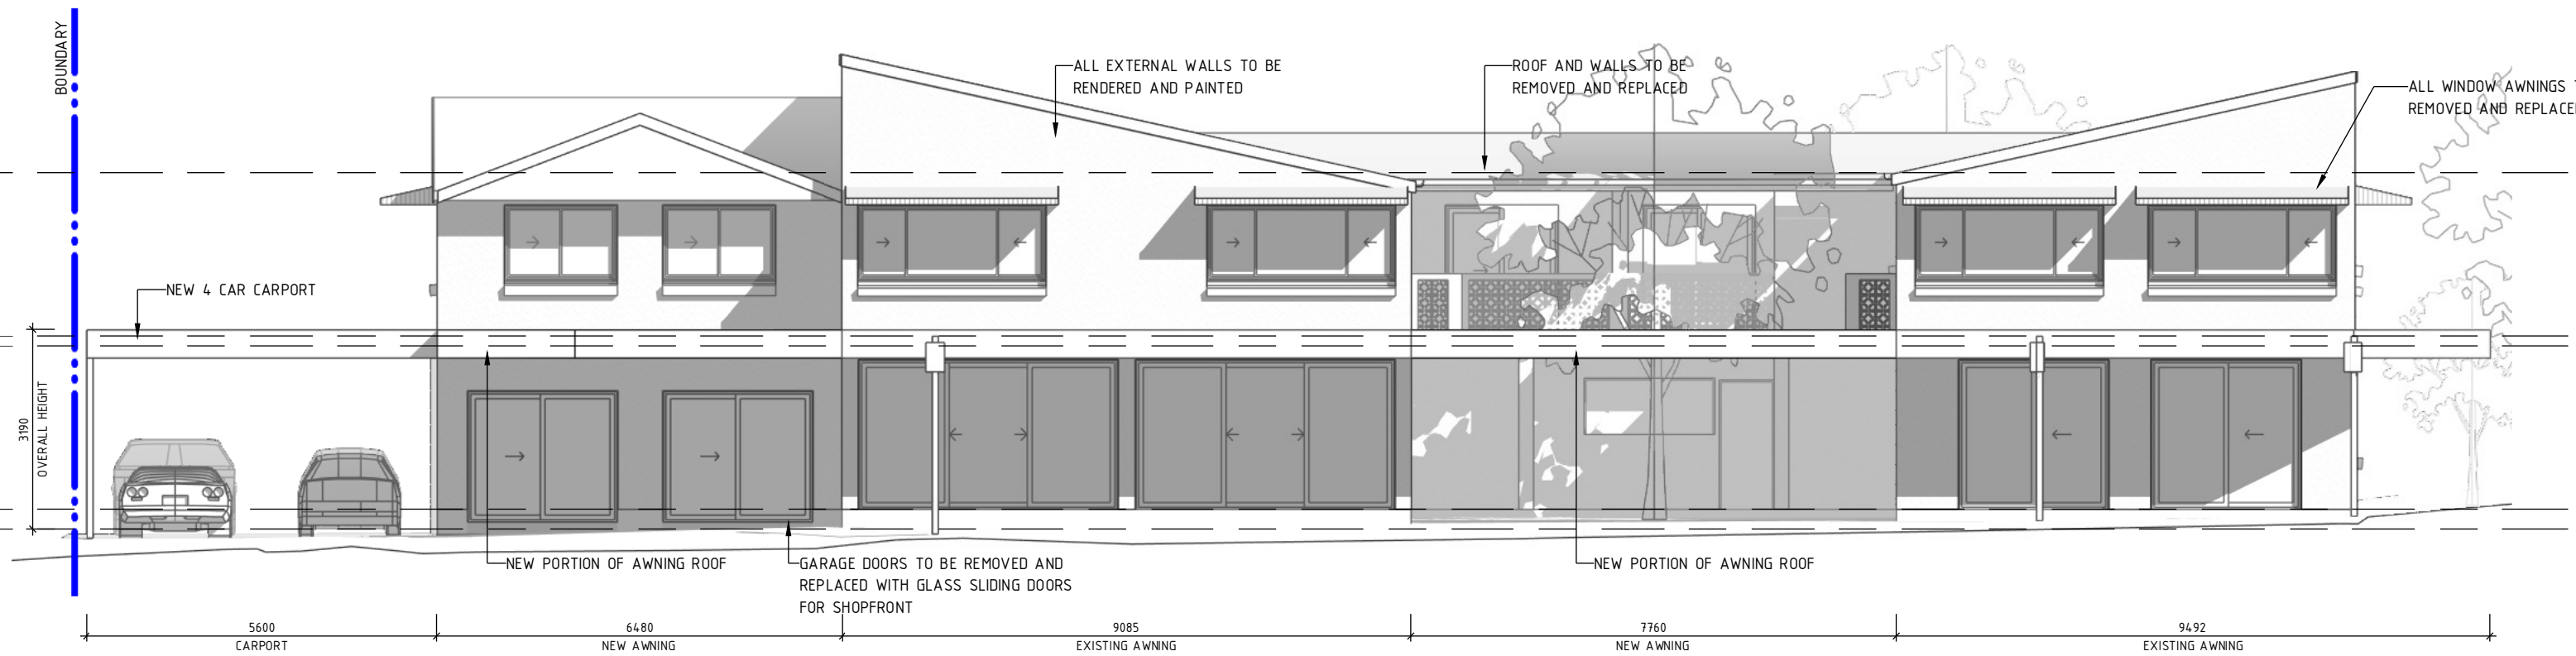 BOUNDARY
ALL EXTERNAL WALLS TO BE
RENDERED AND PAINTED
ROOF AND WALLS TO BE
REMOVED AND REPLACED
ALL WINDOW AWNINGS
REMOVED AND REPLACE
NEW 4 CAR CARPORT
3190
OVERALL HEIGHT
NEW PORTION OF AWNING ROOF
GARAGE DOORS TO BE REMOVED AND
REPLACED WITH GLASS SLIDING DOORS
FOR SHOPFRONT
NEW PORTION OF AWNING ROOF
5600
CARPORT
6480
NEW AWNING
9085
EXISTING AWNING
7760
NEW AWNING
9492
EXISTING AWNING